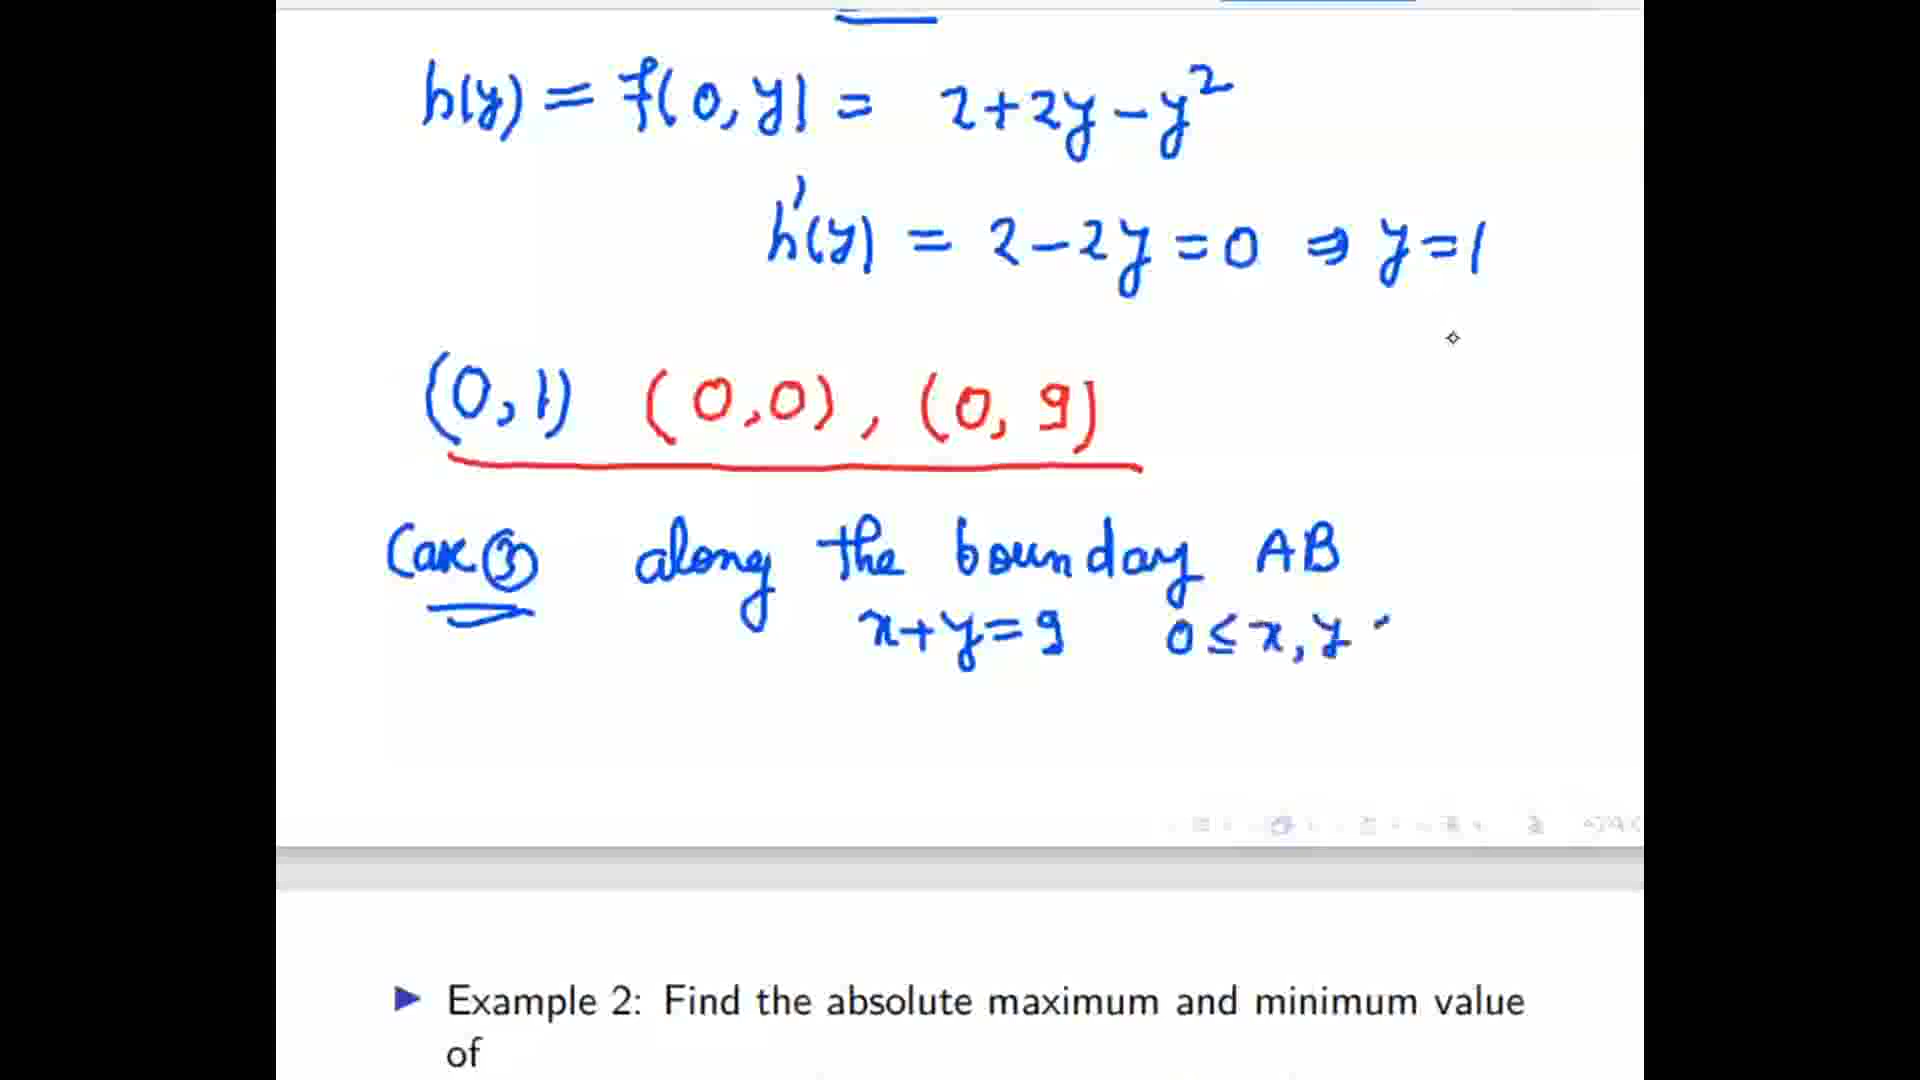 h(y) = f(0,y) = 2+2y-y²
h'(y) = 2-2y=0 ⇒ y=1
(0,1) (0,0), (0,9)
Case ③ along the boundary AB
x+y=9 0≤x,y
Example 2: Find the absolute maximum and minimum value
of